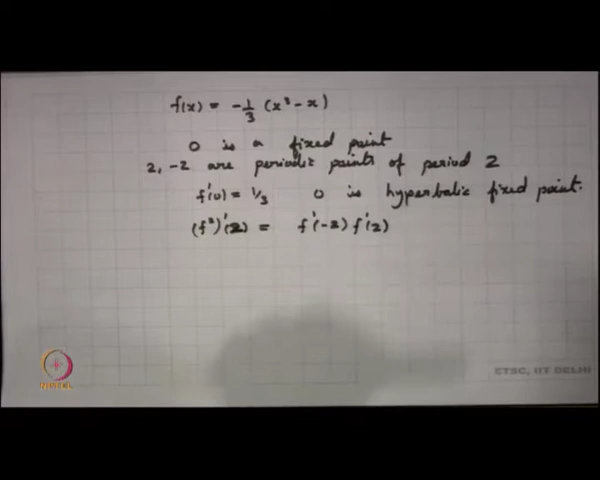 f(x) = -1/3 (x³ - x)
0 is a fixed point
2, -2 are periodic points of period 2
f'(0) = 1/3 0 is hyperbolic fixed point.
(f²)'(2) = f'(-2) f'(2)
ETSC, IIT DELHI